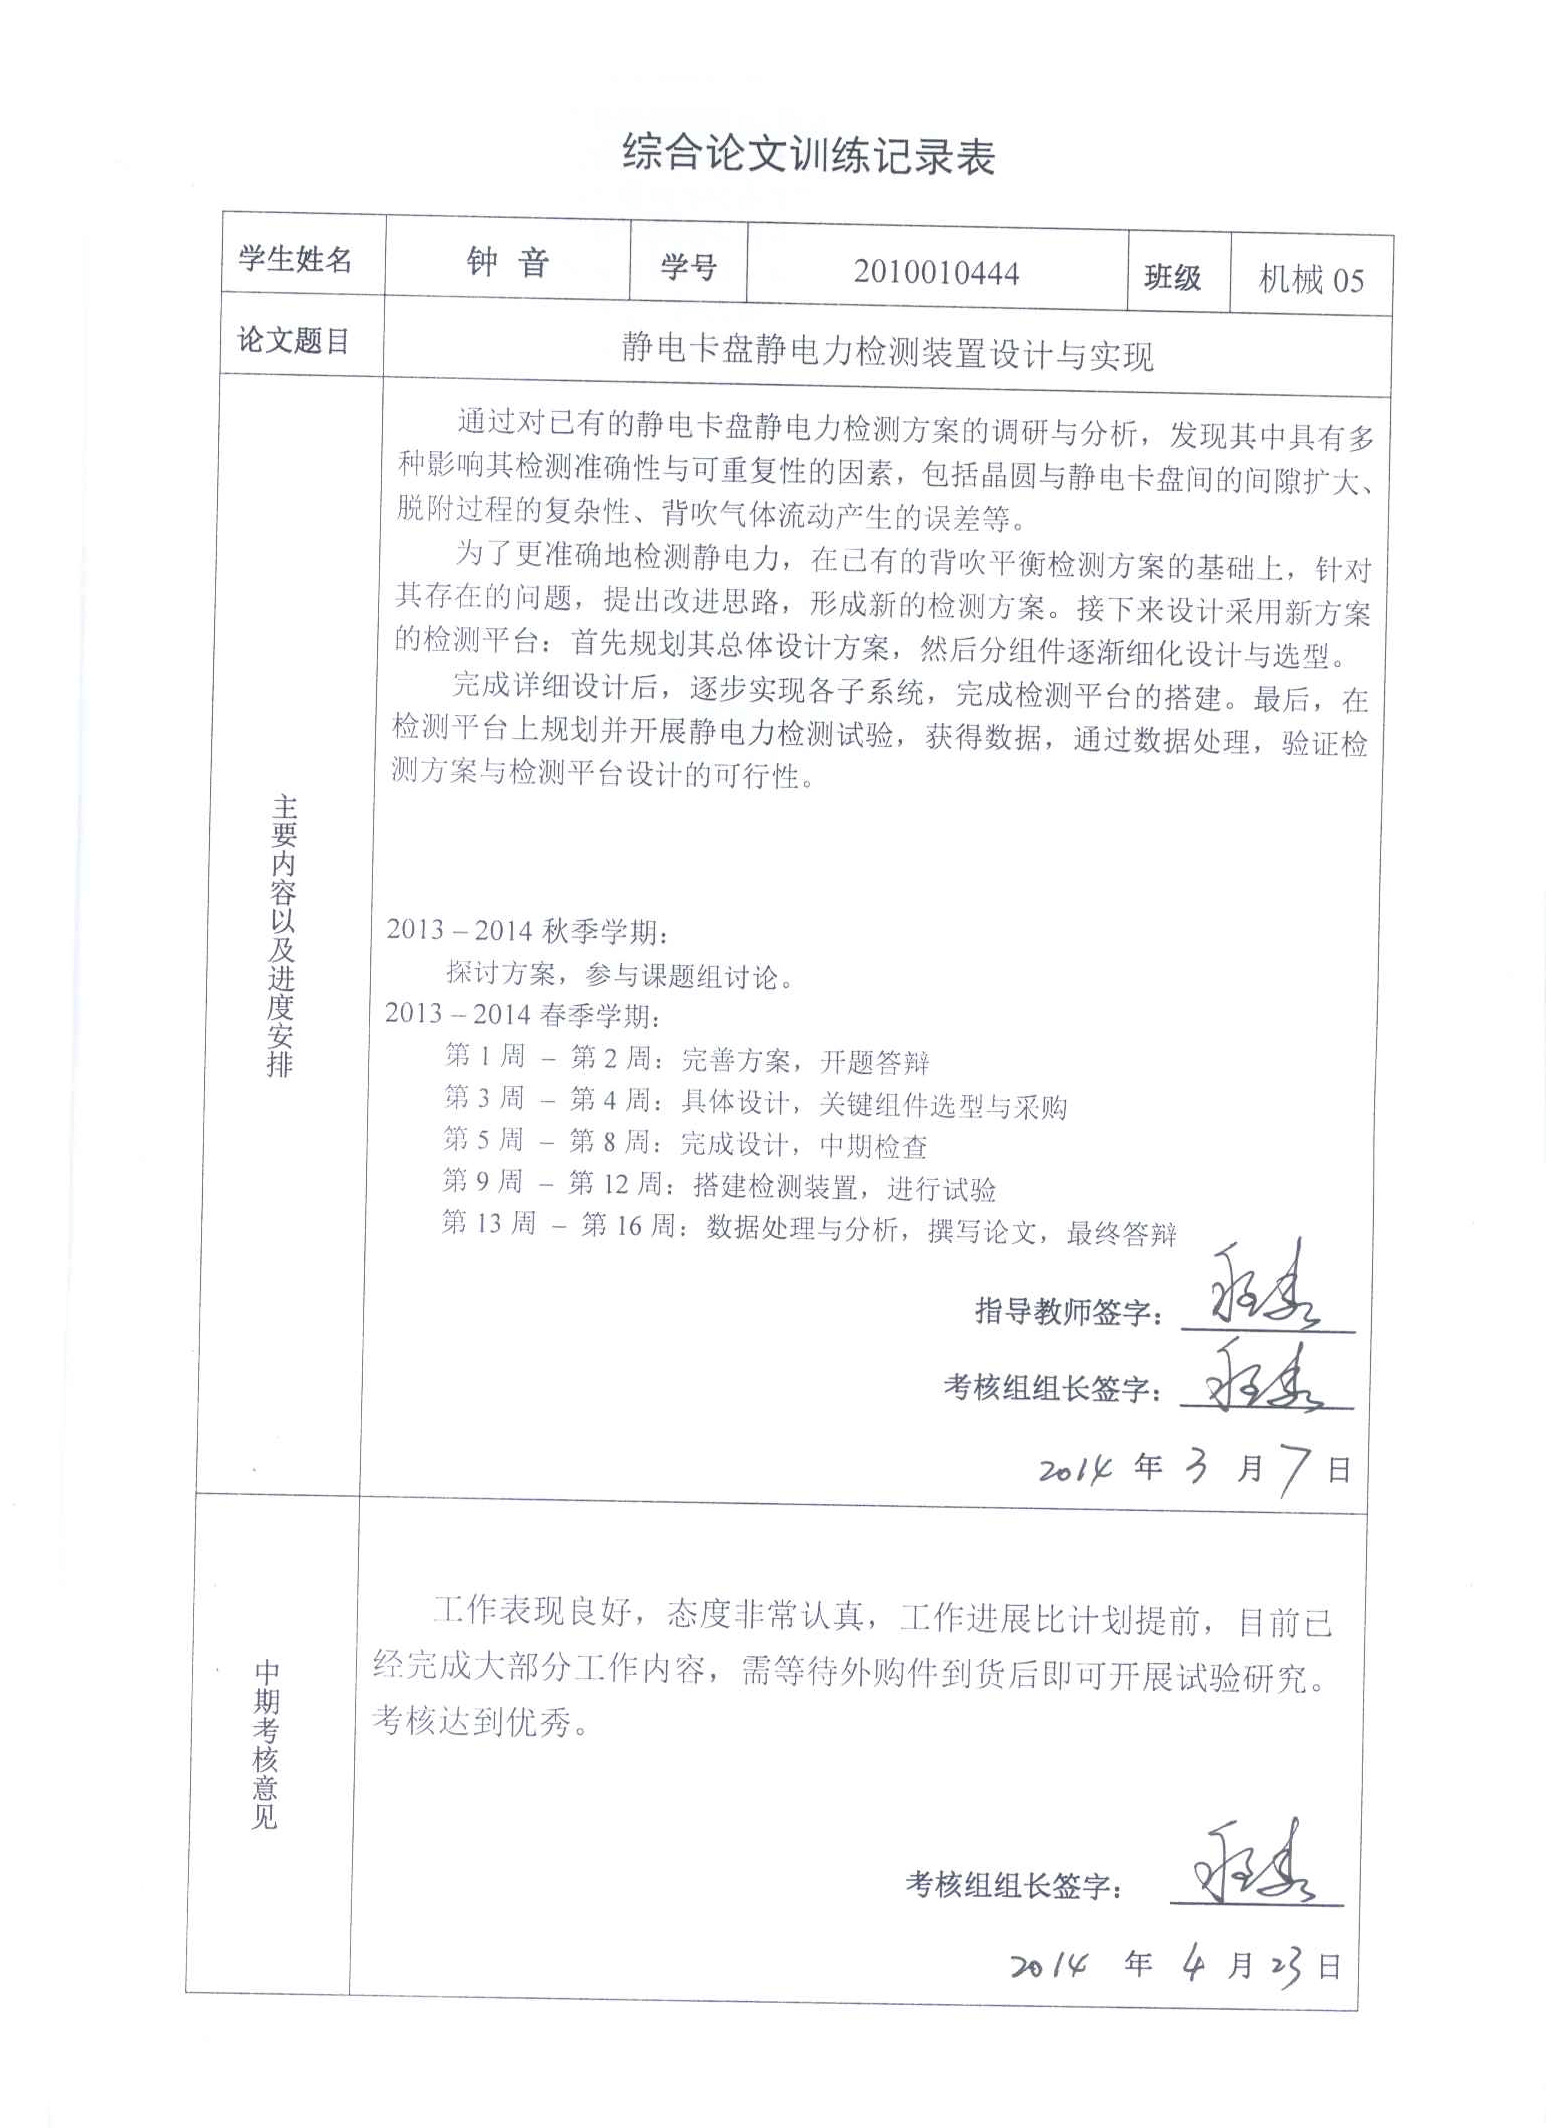 综合论文训练记录表
学生姓名 钟 音 学号 2010010444 班级 机械 05
论文题目 静电卡盘静电力检测装置设计与实现
主要内容以及进度安排
通过对已有的静电卡盘静电力检测方案的调研与分析，发现其中具有多
种影响其检测准确性与可重复性的因素，包括晶圆与静电卡盘间的间隙扩大、
脱附过程的复杂性、背吹气体流动产生的误差等。
为了更准确地检测静电力，在已有的背吹平衡检测方案的基础上，针对
其存在的问题，提出改进思路，形成新的检测方案。接下来设计采用新方案
的检测平台：首先规划其总体设计方案，然后分组件逐渐细化设计与选型。
完成详细设计后，逐步实现各子系统，完成检测平台的搭建。最后，在
检测平台上规划并开展静电力检测试验，获得数据，通过数据处理，验证检
测方案与检测平台设计的可行性。
2013 – 2014 秋季学期：
探讨方案，参与课题组讨论。
2013 – 2014 春季学期：
第 1 周 – 第 2 周：完善方案，开题答辩
第 3 周 – 第 4 周：具体设计，关键组件选型与采购
第 5 周 – 第 8 周：完成设计，中期检查
第 9 周 – 第 12 周：搭建检测装置，进行试验
第 13 周 – 第 16 周：数据处理与分析，撰写论文，最终答辩
指导教师签字：
考核组组长签字：
2014 年 3 月 7 日
中期考核意见
工作表现良好，态度非常认真，工作进展比计划提前，目前已
经完成大部分工作内容，需等待外购件到货后即可开展试验研究。
考核达到优秀。
考核组组长签字：
2014 年 4 月 23 日